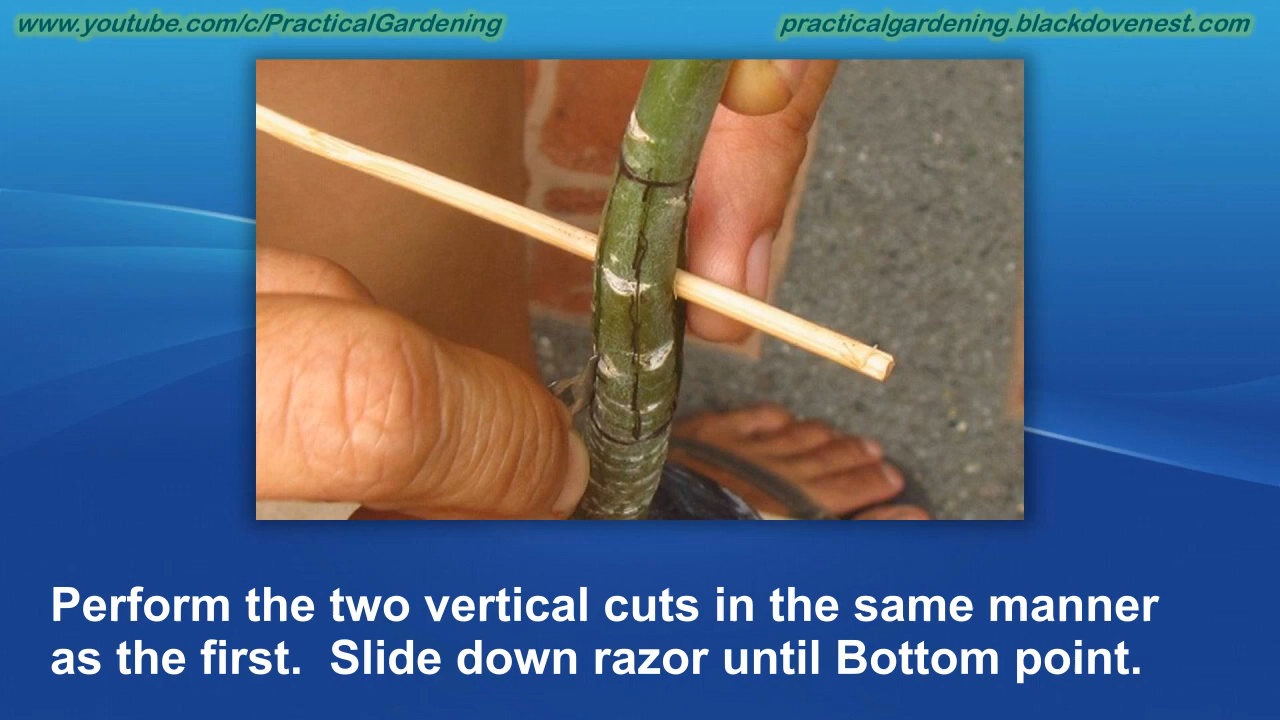 www.youtube.com/c/PracticalGardening
practicalgardening.blackdovenest.com
Perform the two vertical cuts in the same manner
as the first.  Slide down razor until Bottom point.